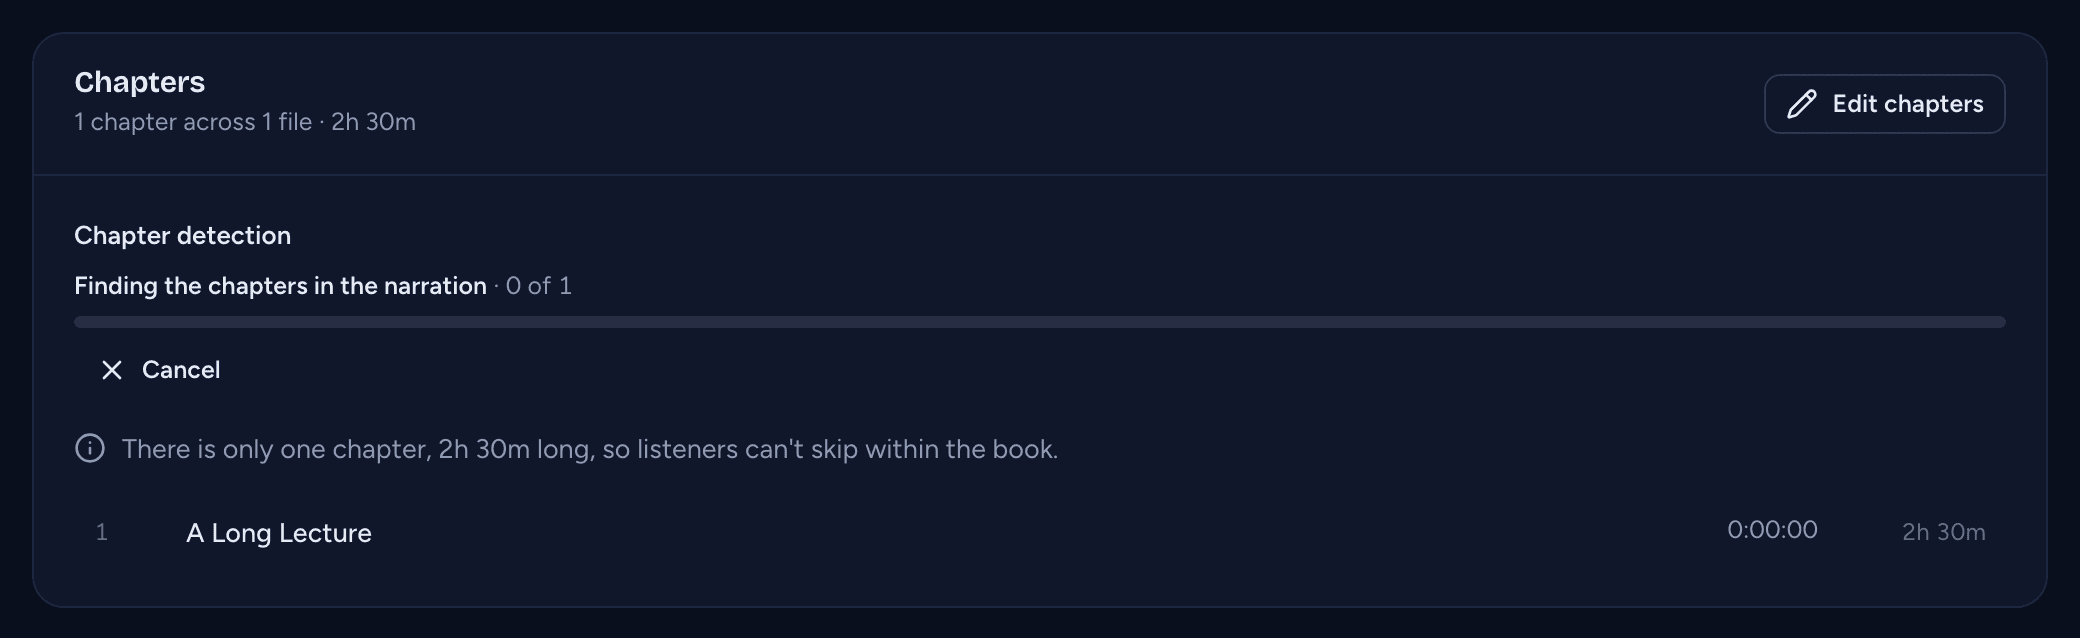 Chapters
1 chapter across 1 file · 2h 30m
Edit chapters
Chapter detection
Finding the chapters in the narration · 0 of 1
Cancel
There is only one chapter, 2h 30m long, so listeners can't skip within the book.
1 A Long Lecture 0:00:00 2h 30m